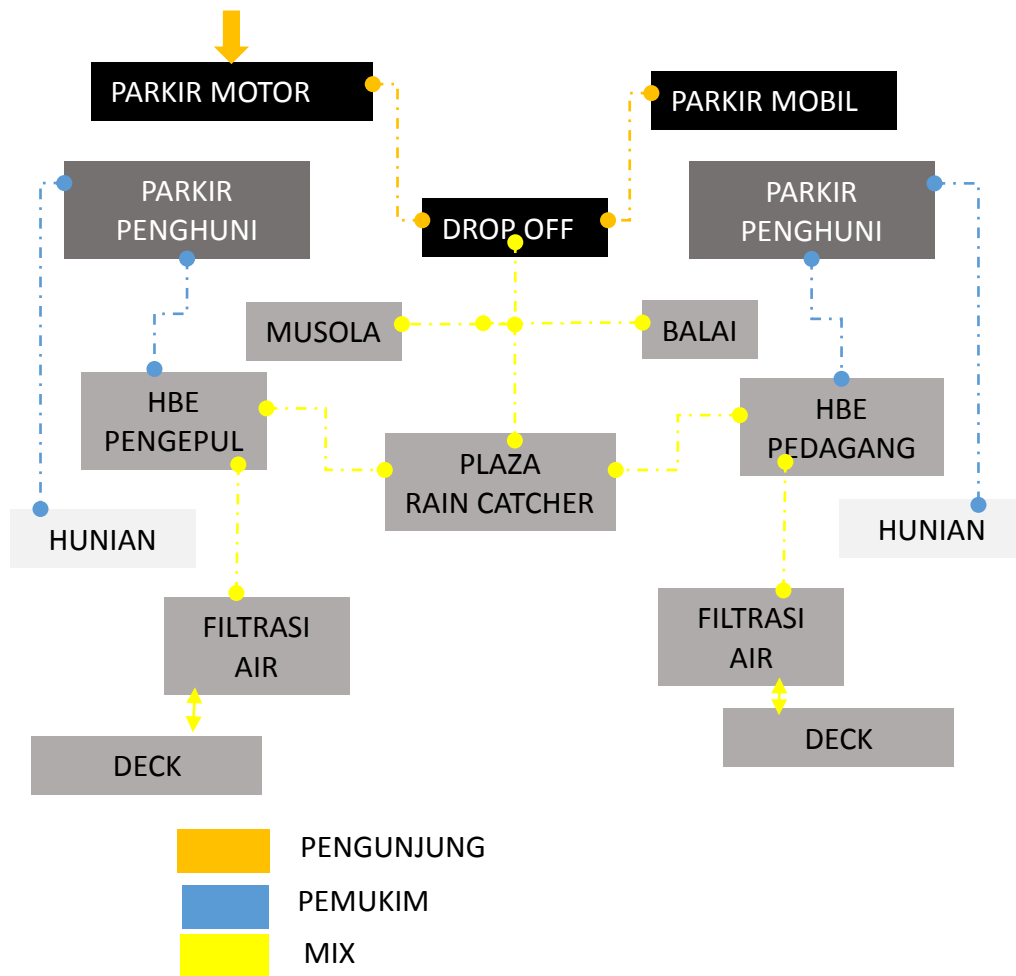 PARKIR MOTOR
PARKIR MOBIL
PARKIR
PENGHUNI
PARKIR
PENGHUNI
DROP OFF
MUSOLA
BALAI
HBE
PENGEPUL
HBE
PEDAGANG
PLAZA
RAIN CATCHER
HUNIAN
HUNIAN
FILTRASI
AIR
FILTRASI
AIR
DECK
DECK
PENGUNJUNG
PEMUKIM
MIX